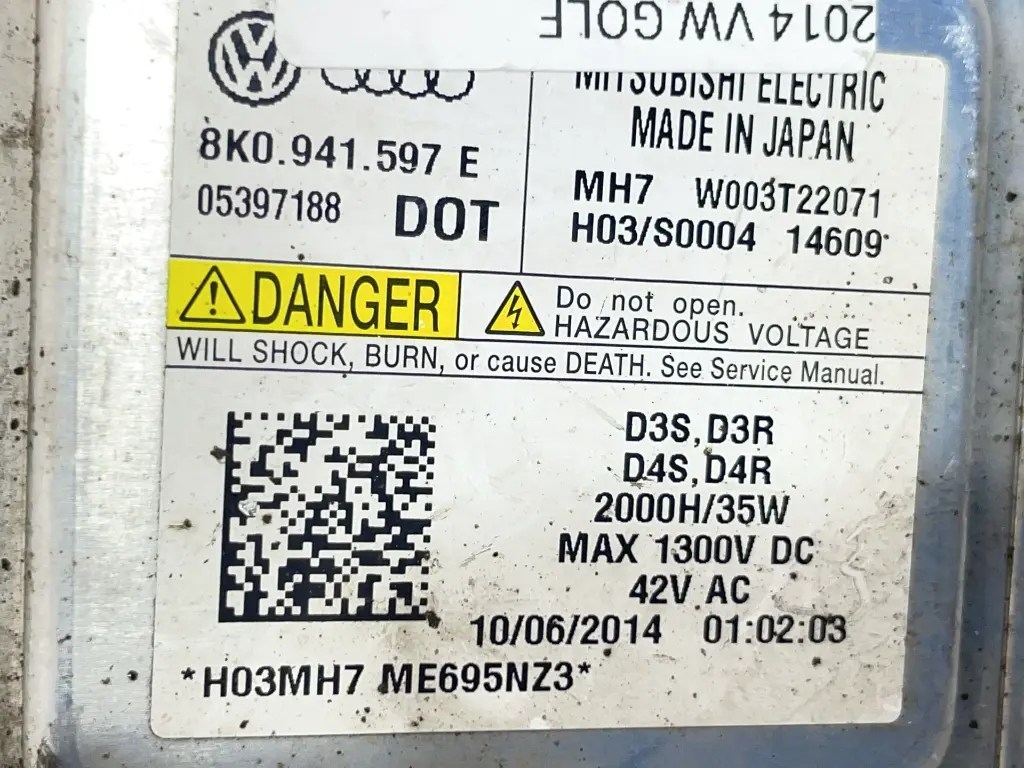 2014 VW GOLF
8K0.941.597 E
05397188 DOT
MITSUBISHI ELECTRIC
MADE IN JAPAN
MH7 W003T22071
H03/S0004 14609
DANGER
Do not open.
HAZARDOUS VOLTAGE
WILL SHOCK, BURN, or cause DEATH. See Service Manual.
D3S,D3R
D4S,D4R
2000H/35W
MAX 1300V DC
42V AC
10/06/2014 01:02:03
*H03MH7 ME695NZ3*